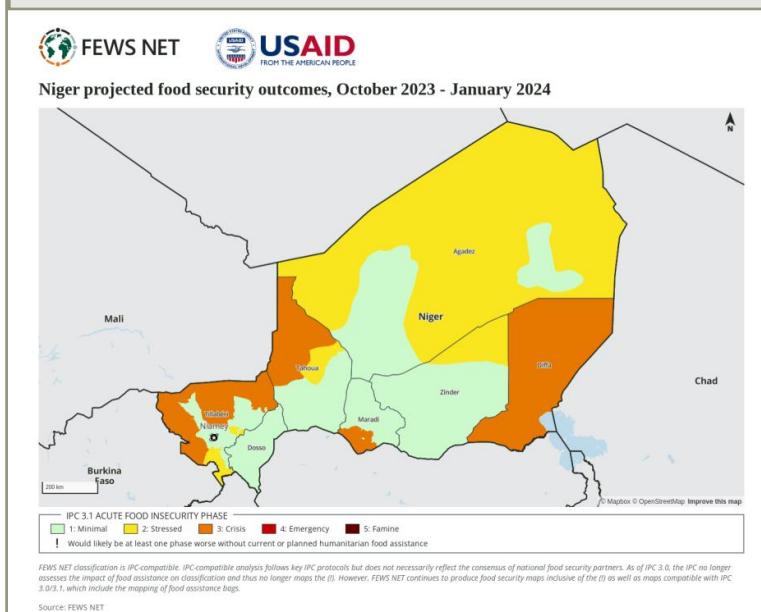 FEWS NET
USAID
FROM THE AMERICAN PEOPLE
Niger projected food security outcomes, October 2023 - January 2024
N
Agadez
Mali
Niger
Tahoua
Diffa
Chad
Zinder
Maradi
Tillabéri
Niamey
Dosso
Burkina
Faso
200 km
© Mapbox © OpenStreetMap Improve this map
IPC 3.1 ACUTE FOOD INSECURITY PHASE
1: Minimal 2: Stressed 3: Crisis 4: Emergency 5: Famine
! Would likely be at least one phase worse without current or planned humanitarian food assistance
FEWS NET classification is IPC-compatible. IPC-compatible analysis follows key IPC protocols but does not necessarily reflect the consensus of national food security partners. As of IPC 3.0, the IPC no longer
assesses the impact of food assistance on classification and thus no longer maps the (!). However, FEWS NET continues to produce food security maps inclusive of the (!) as well as maps compatible with IPC
3.0/3.1, which include the mapping of food assistance bags.
Source: FEWS NET